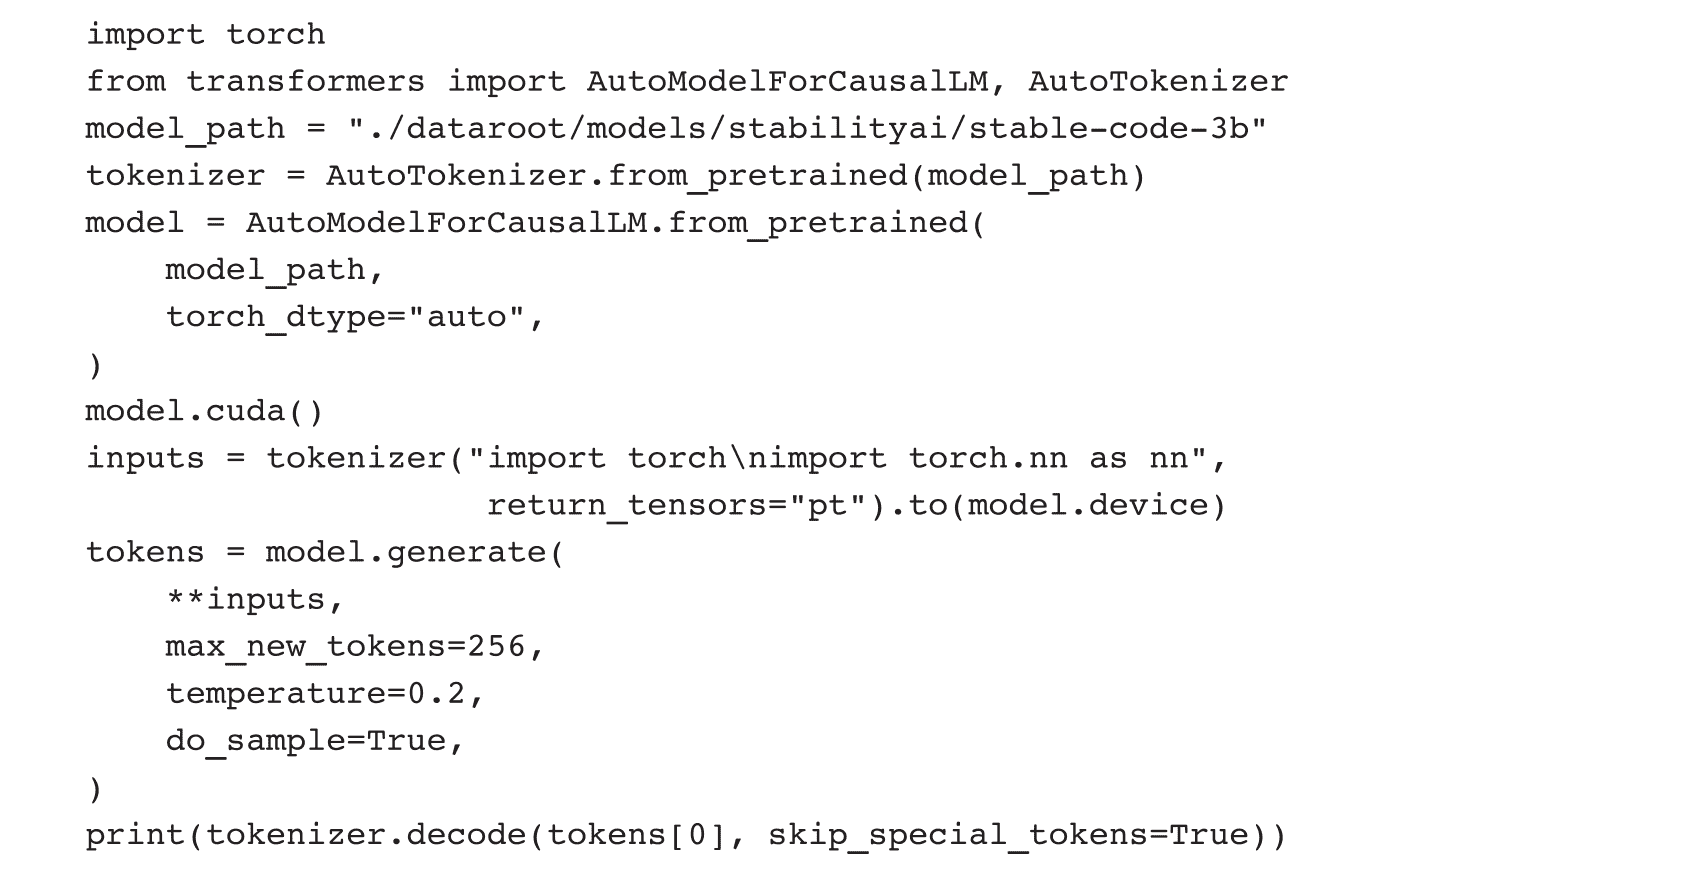 import torch
from transformers import AutoModelForCausalLM, AutoTokenizer
model_path = "./dataroot/models/stabilityai/stable-code-3b"
tokenizer = AutoTokenizer.from_pretrained(model_path)
model = AutoModelForCausalLM.from_pretrained(
    model_path,
    torch_dtype="auto",
)
model.cuda()
inputs = tokenizer("import torch\nimport torch.nn as nn",
                    return_tensors="pt").to(model.device)
tokens = model.generate(
    **inputs,
    max_new_tokens=256,
    temperature=0.2,
    do_sample=True,
)
print(tokenizer.decode(tokens[0], skip_special_tokens=True))